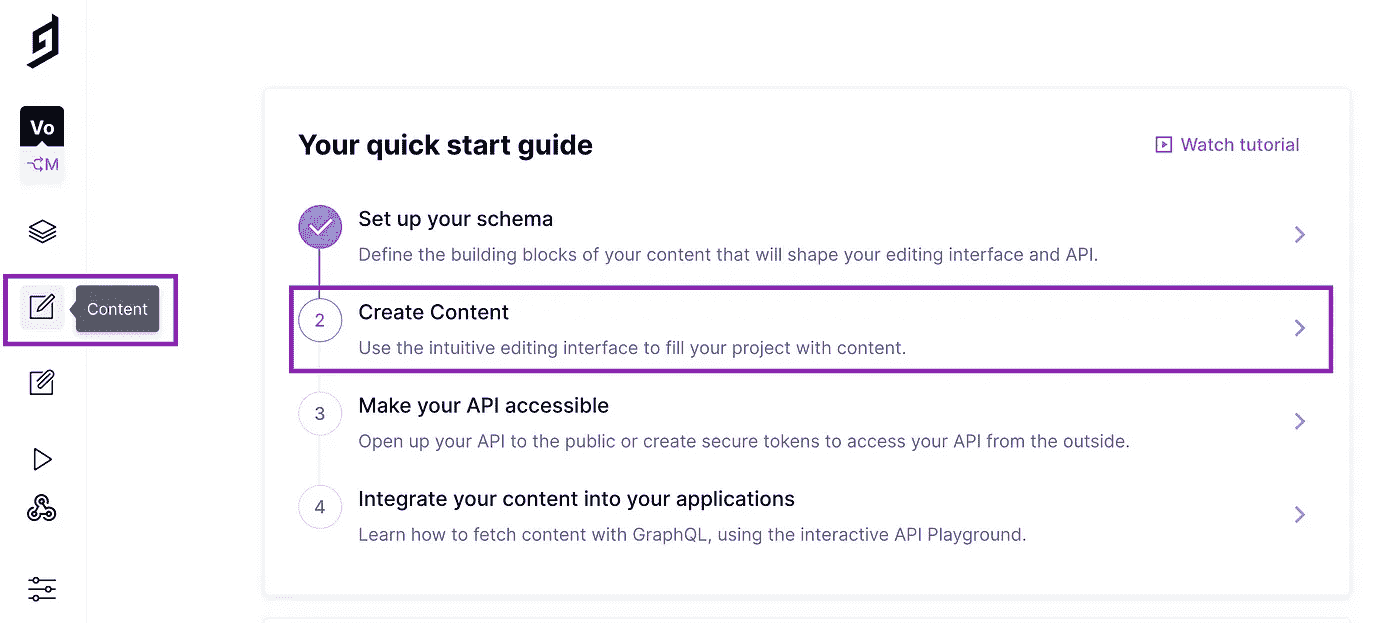 Vo
M
Content
Your quick start guide
Watch tutorial
Set up your schema
Define the building blocks of your content that will shape your editing interface and API.
2
Create Content
Use the intuitive editing interface to fill your project with content.
3
Make your API accessible
Open up your API to the public or create secure tokens to access your API from the outside.
4
Integrate your content into your applications
Learn how to fetch content with GraphQL, using the interactive API Playground.